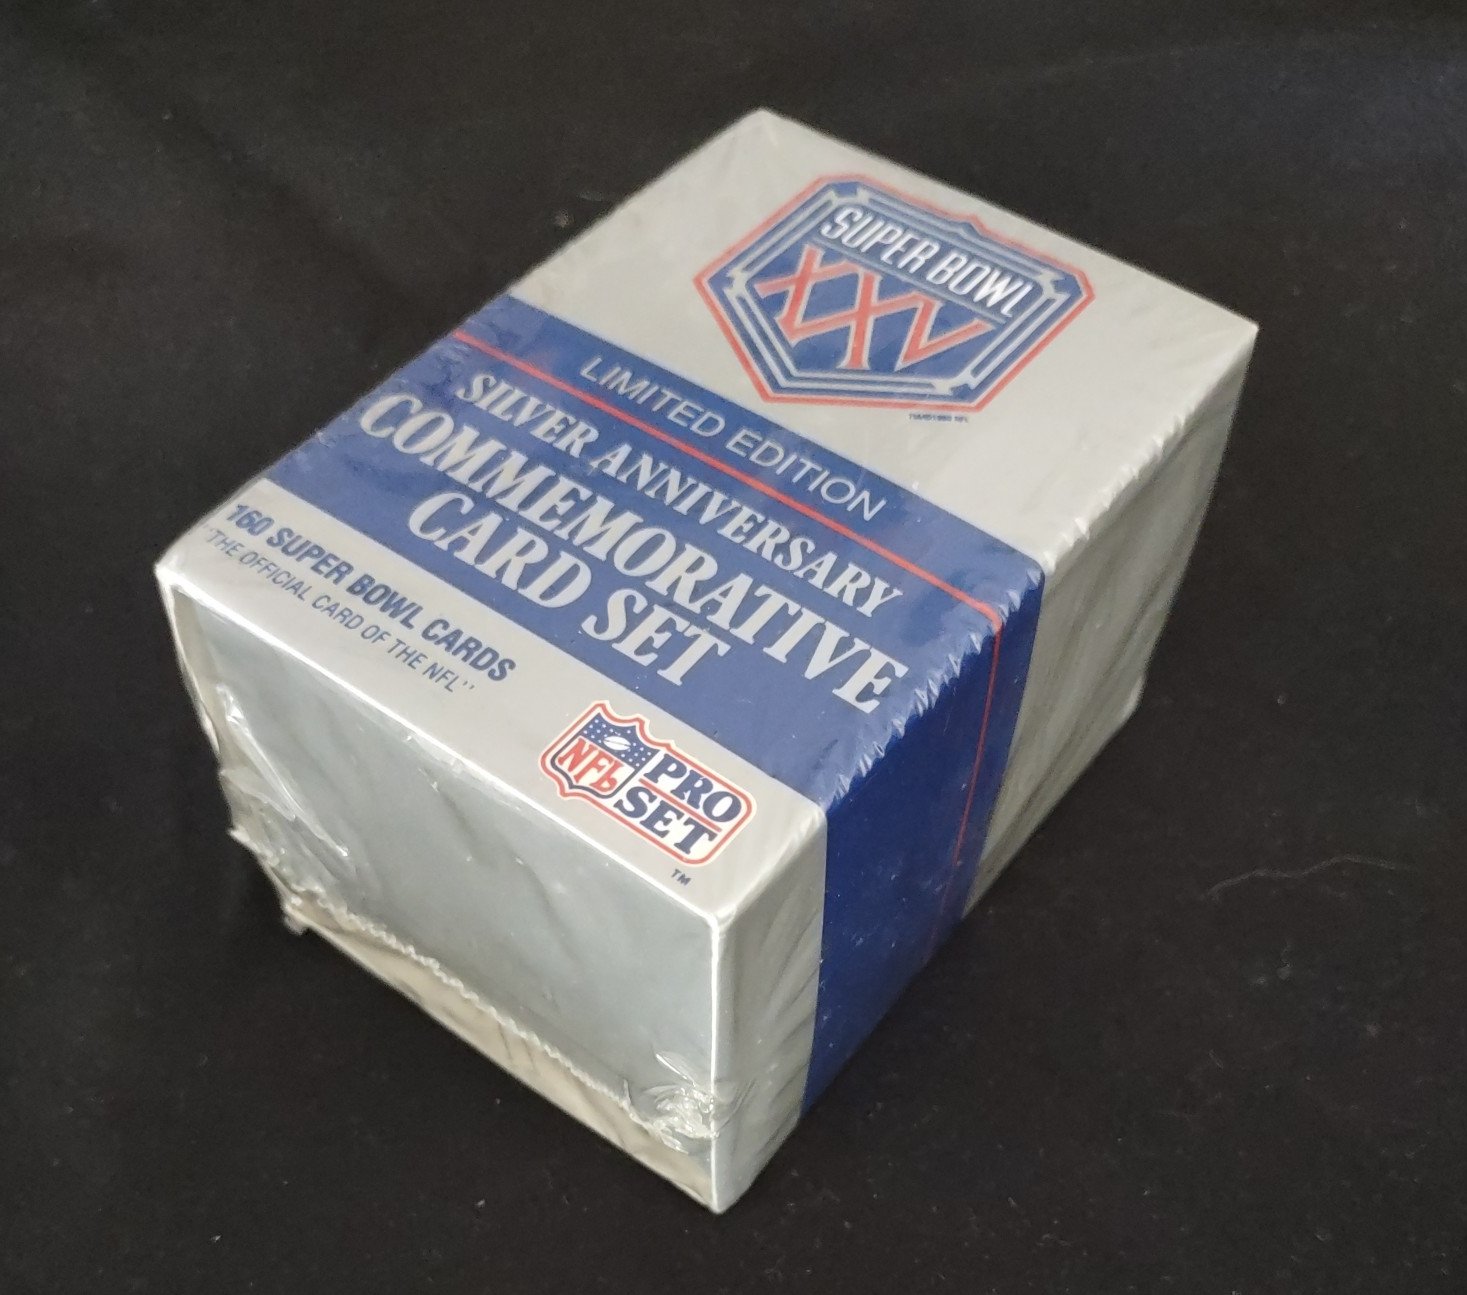 SUPER BOWL
XXV
LIMITED EDITION
SILVER ANNIVERSARY
COMMEMORATIVE
CARD SET
160 SUPER BOWL CARDS
"THE OFFICIAL CARD OF THE NFL"
NFL
PRO
SET
TM